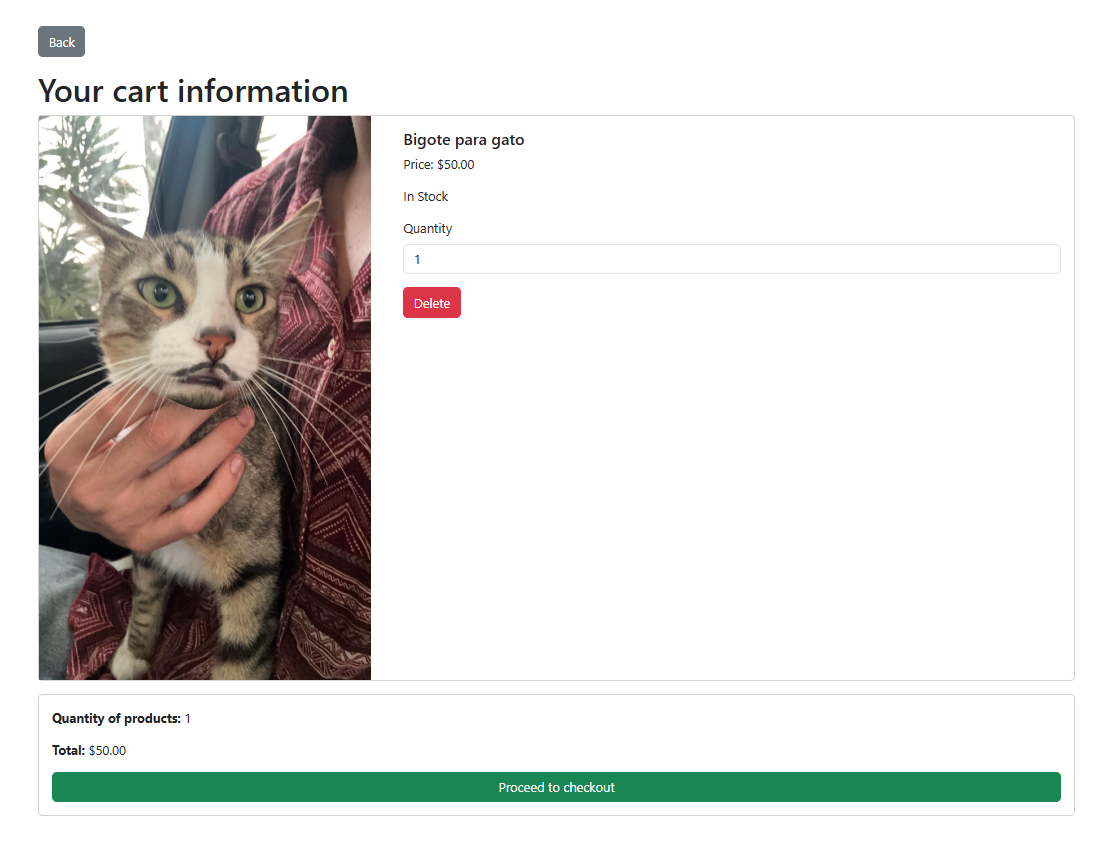 Back
Your cart information
Bigote para gato
Price: $50.00
In Stock
Quantity
1
Delete
Quantity of products: 1
Total: $50.00
Proceed to checkout